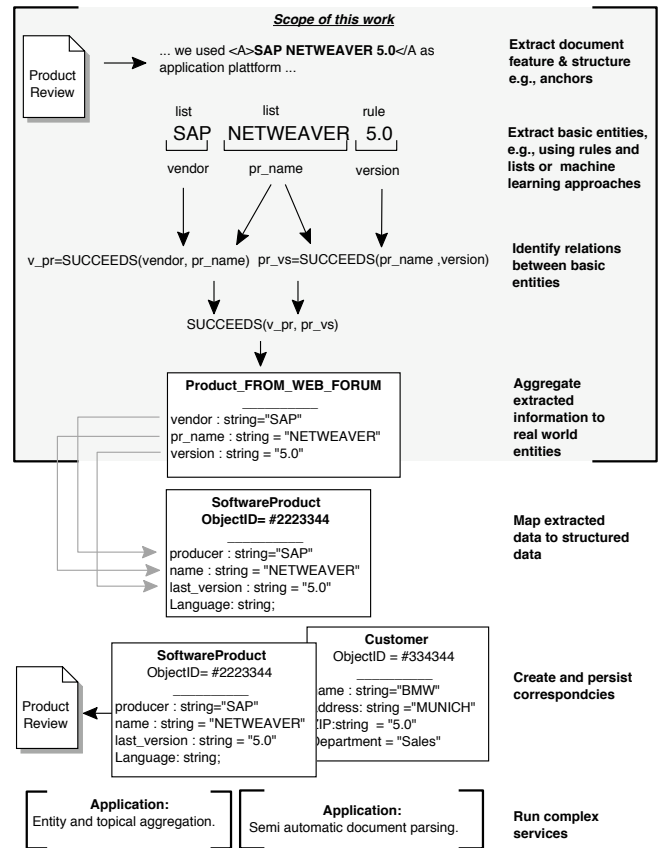 Scope of this work
Product
Review
... we used <A>SAP NETWEAVER 5.0</A as
application plattform ...
Extract document
feature & structure
e.g., anchors
list
list
rule
SAP NETWEAVER 5.0
vendor
pr_name
version
Extract basic entities,
e.g., using rules and
lists or machine
learning approaches
v_pr=SUCCEEDS(vendor, pr_name) pr_vs=SUCCEEDS(pr_name ,version)
Identify relations
between basic
entities
SUCCEEDS(v_pr, pr_vs)
Product_FROM_WEB_FORUM
vendor : string="SAP"
pr_name : string = "NETWEAVER"
version : string = "5.0"
Aggregate
extracted
information to
real world
entities
SoftwareProduct
ObjectID= #2223344
producer : string="SAP"
name : string = "NETWEAVER"
last_version : string = "5.0"
Language: string;
Map extracted
data to structured
data
Product
Review
SoftwareProduct
ObjectID= #2223344
producer : string="SAP"
name : string = "NETWEAVER"
last_version : string = "5.0"
Language: string;
Customer
ObjectID = #334344
ame : string="BMW"
ddress: string ="MUNICH"
ZIP:string = "5.0"
epartment = "Sales"
Create and persist
correspondcies
Application:
Entity and topical aggregation.
Application:
Semi automatic document parsing.
Run complex
services